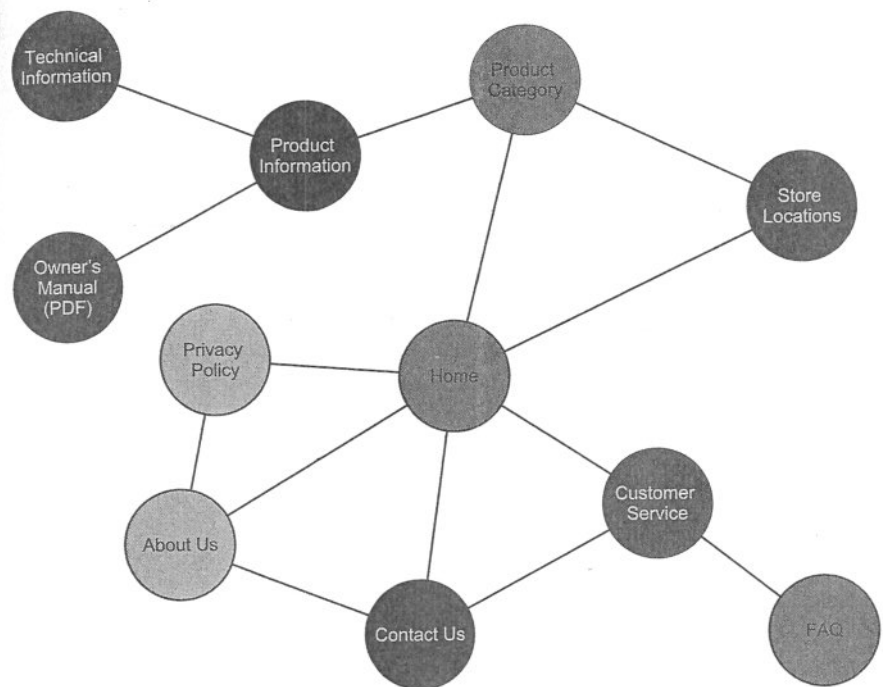 Technical
Information
Product
Category
Product
Information
Store
Locations
Owner's
Manual
(PDF)
Privacy
Policy
Home
Customer
Service
About Us
Contact Us
FAQ